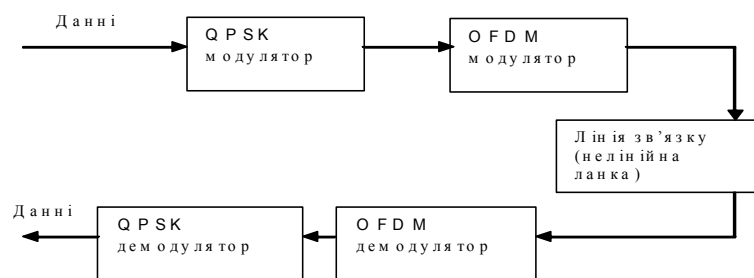 Данні
QPSK
модулятор
OFDM
модулятор
Лінія зв'язку
(нелінійна
ланка)
Данні
QPSK
демодулятор
OFDM
демодулятор